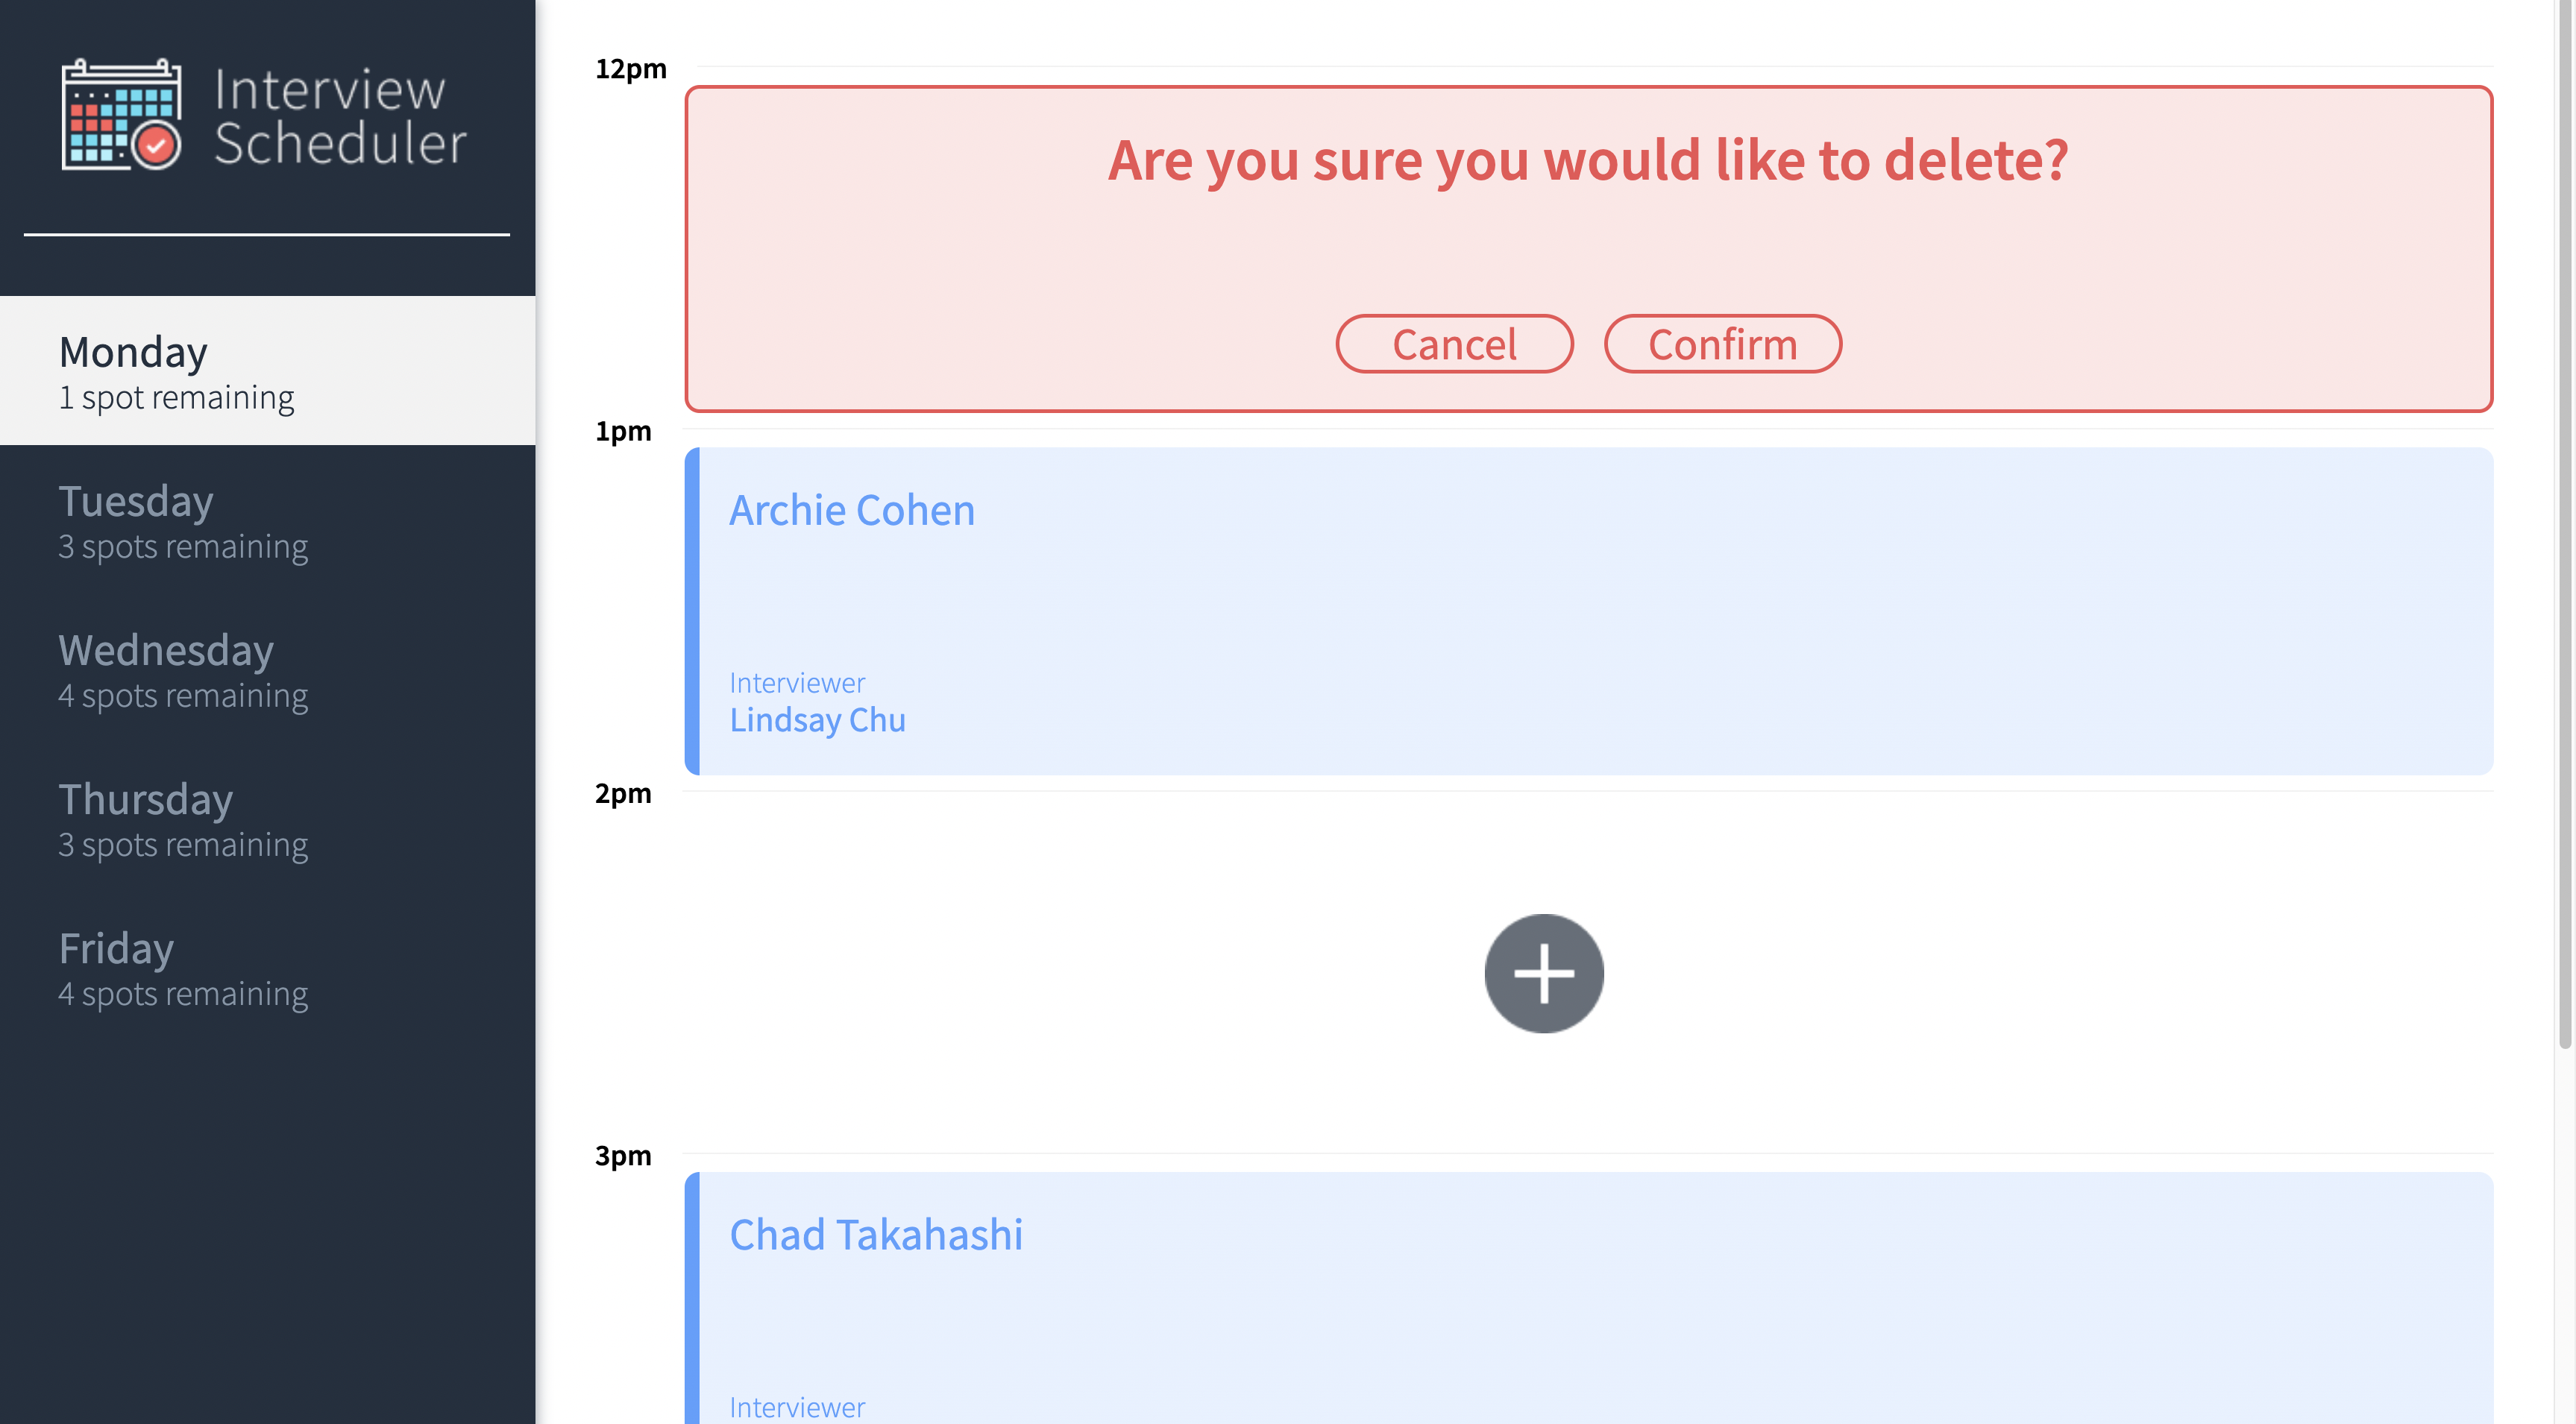 Interview
Scheduler
Monday
1 spot remaining
Tuesday
3 spots remaining
Wednesday
4 spots remaining
Thursday
3 spots remaining
Friday
4 spots remaining
12pm
Are you sure you would like to delete?
Cancel Confirm
1pm
Archie Cohen
Interviewer
Lindsay Chu
2pm
3pm
Chad Takahashi
Interviewer